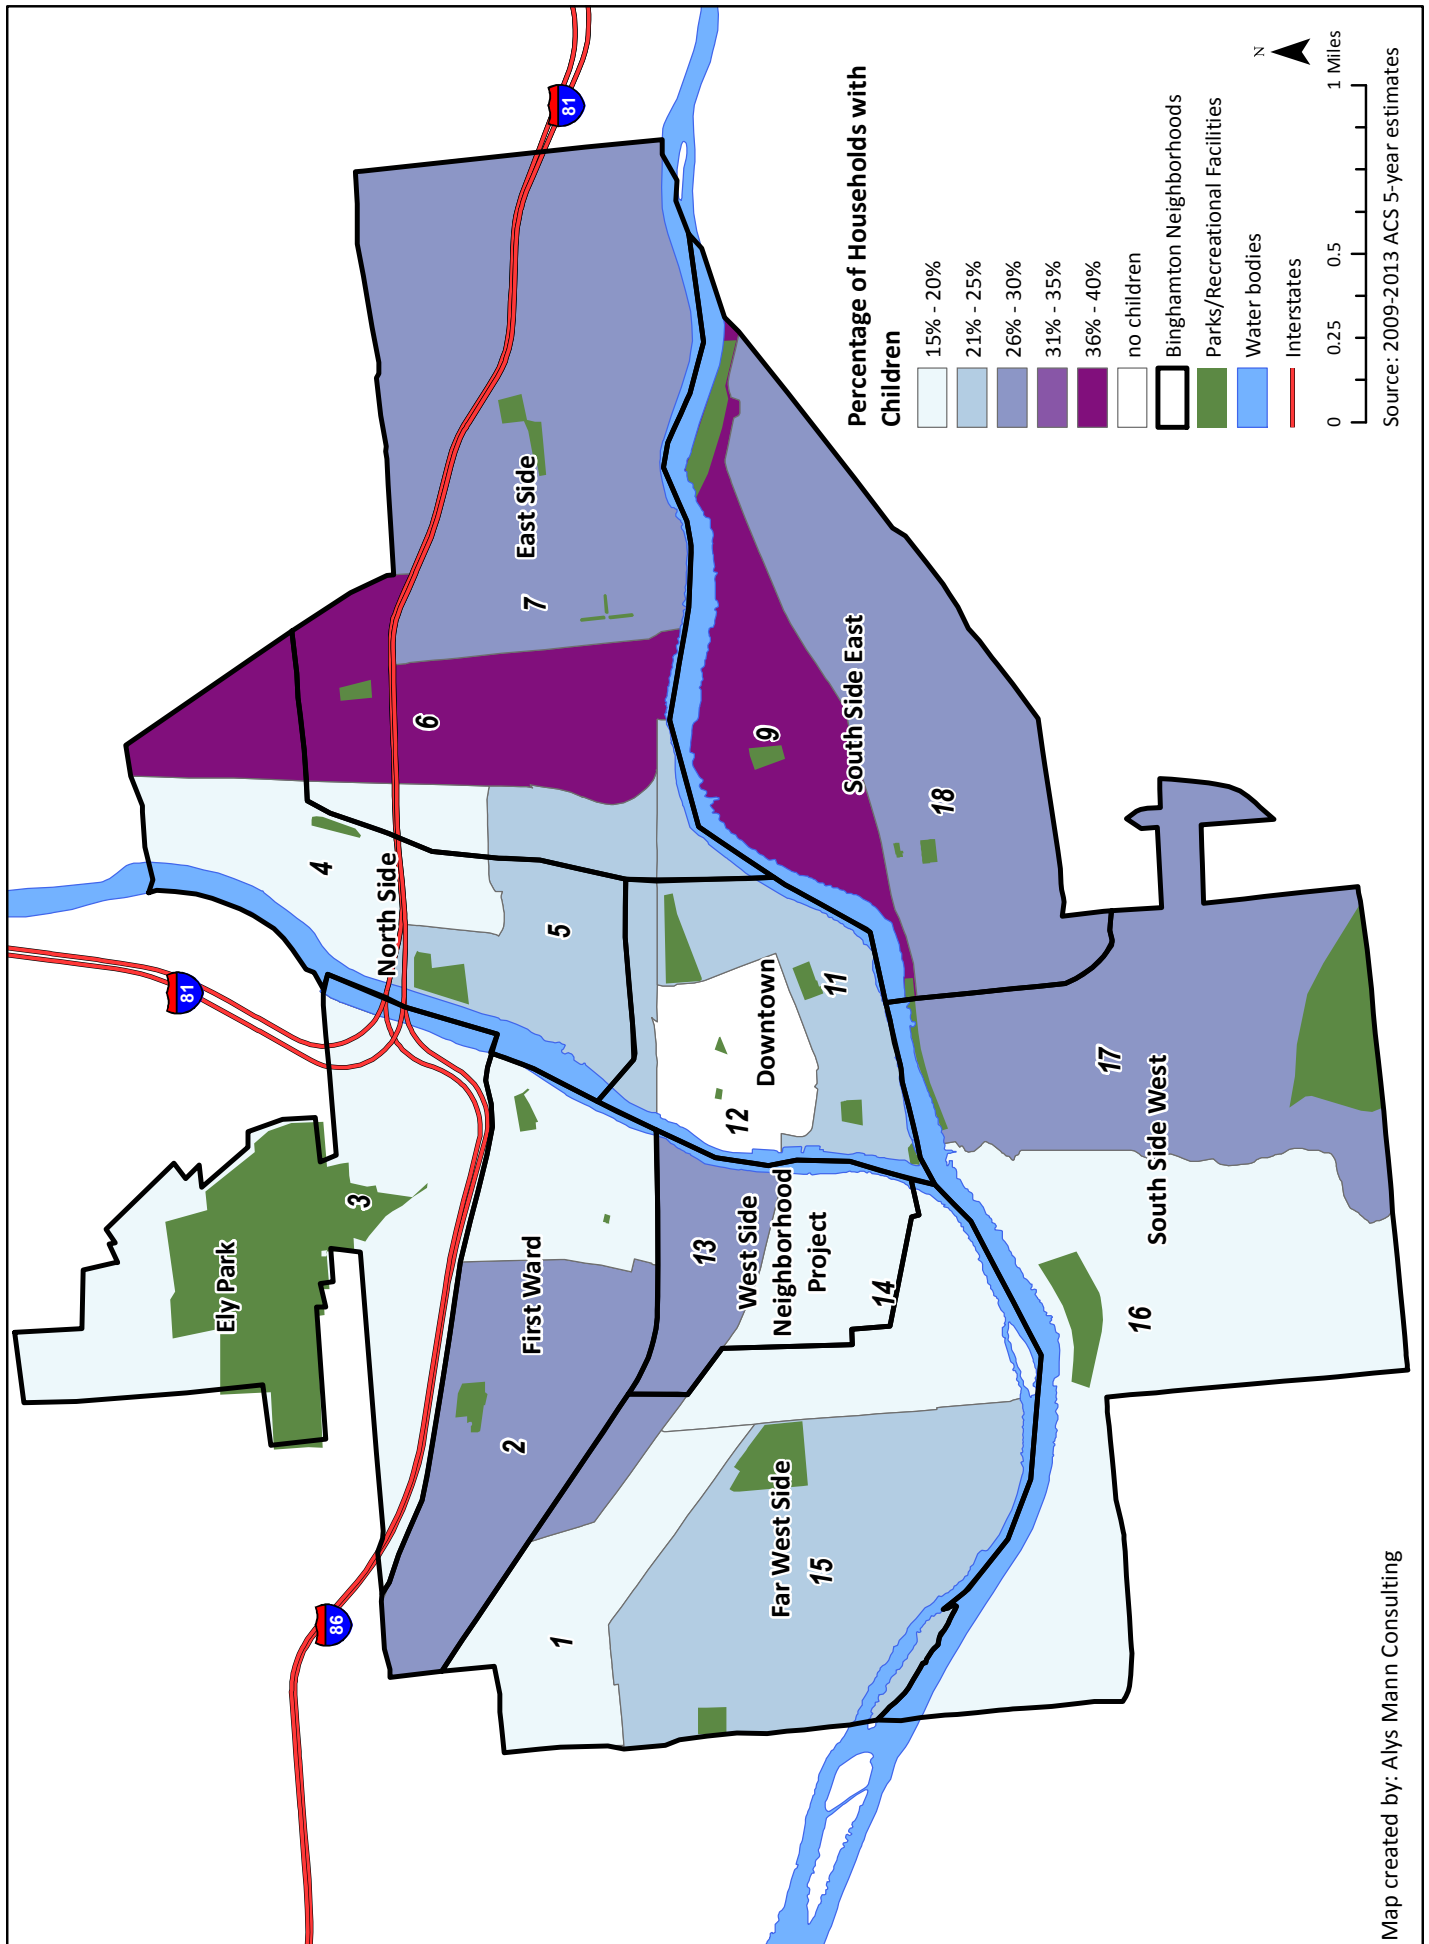 86
81
81
Ely Park
3
North Side
4
6
5
East Side
7
First Ward
2
1
Far West Side
15
13
West Side
Neighborhood
Project
14
12
Downtown
11
9
South Side East
18
17
South Side West
16
Percentage of Households with
Children
15% - 20%
21% - 25%
26% - 30%
31% - 35%
36% - 40%
no children
Binghamton Neighborhoods
Parks/Recreational Facilities
Water bodies
Interstates
N
0 0.25 0.5 1 Miles
Source: 2009-2013 ACS 5-year estimates
Map created by: Alys Mann Consulting